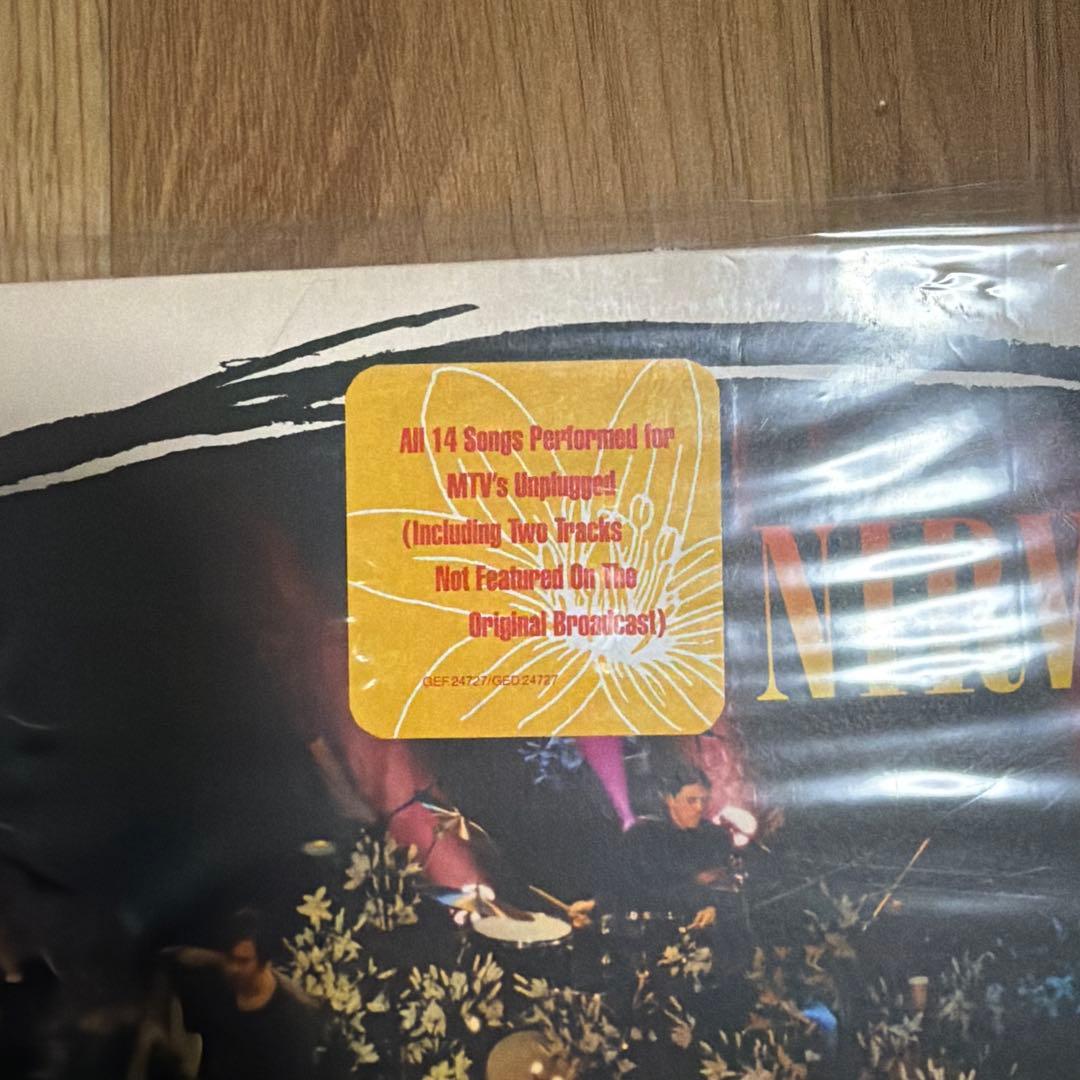 All 14 Songs Performed for
MTV's Unplugged
(Including Two Tracks
Not Featured On The
Original Broadcast)
GEF 24727/GED 24727
NIRV